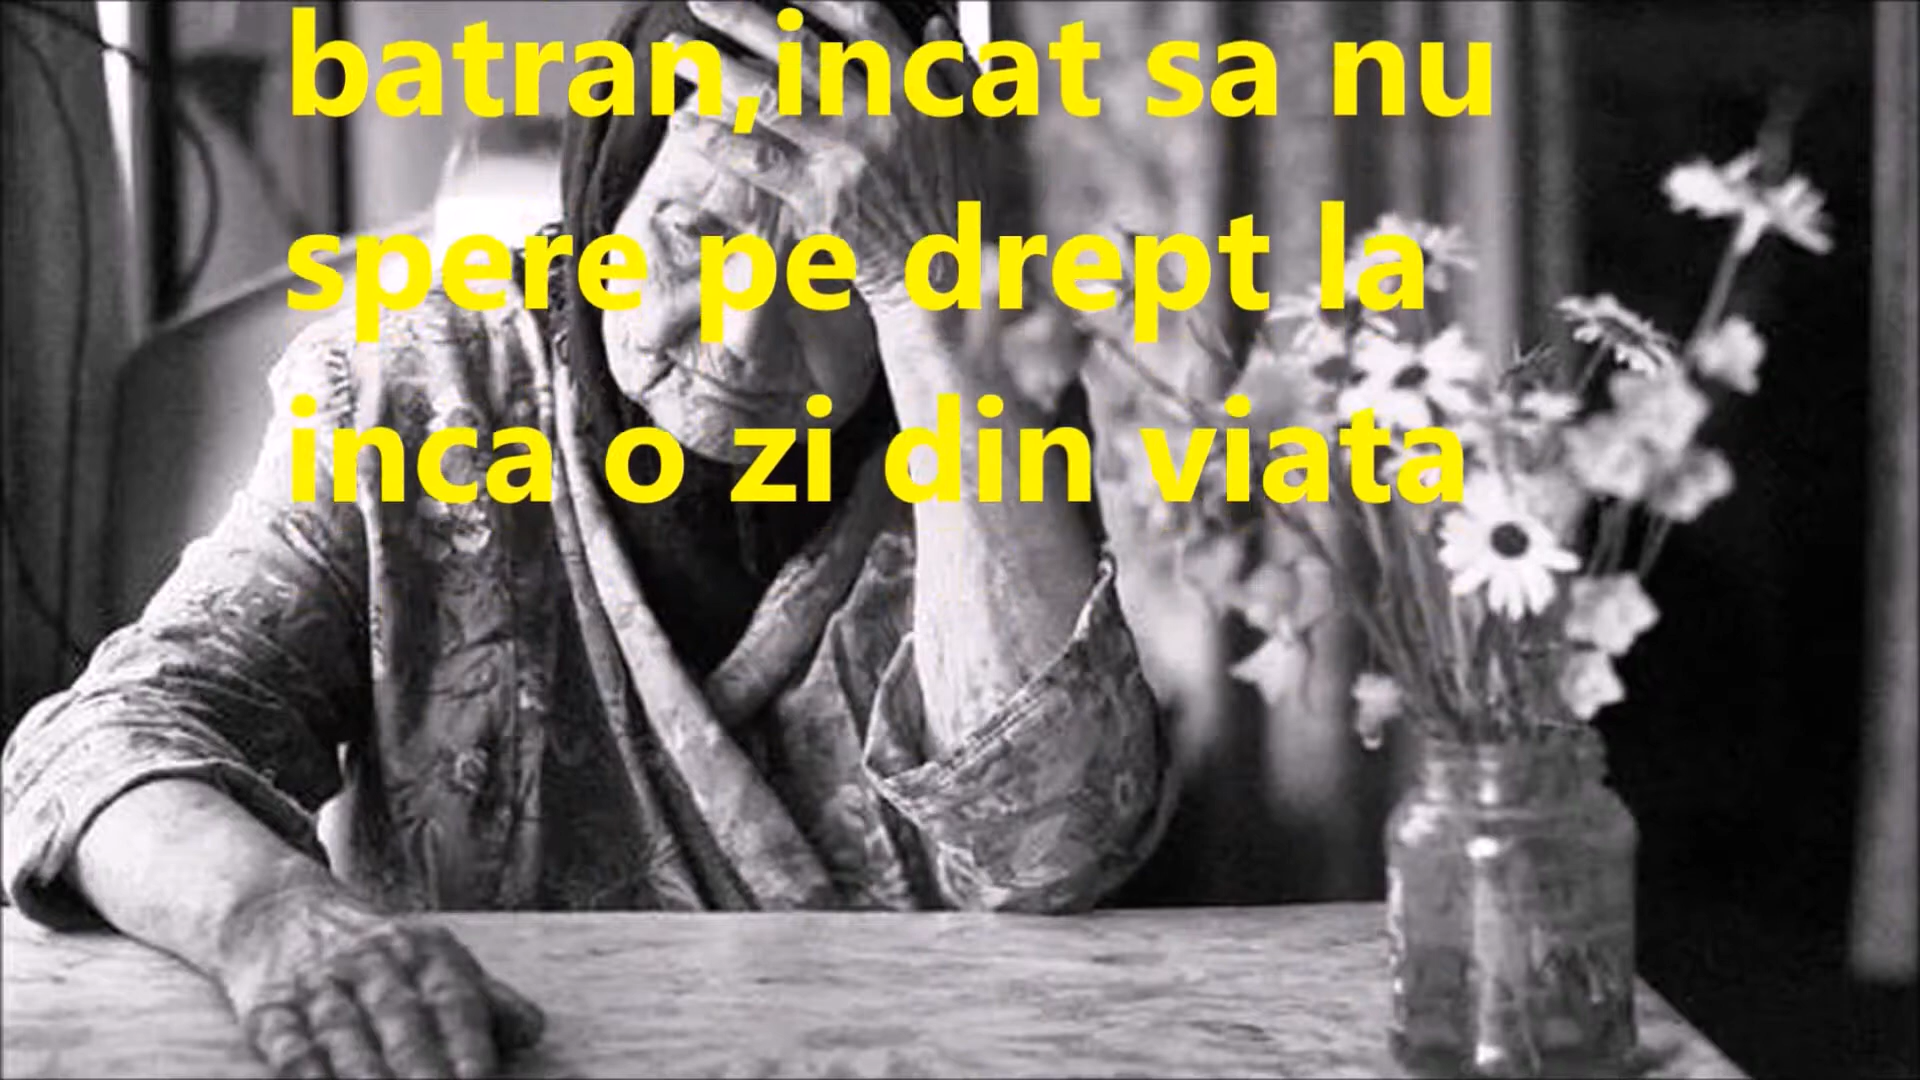 batran,incat sa nu
spere pe drept la
inca o zi din viata